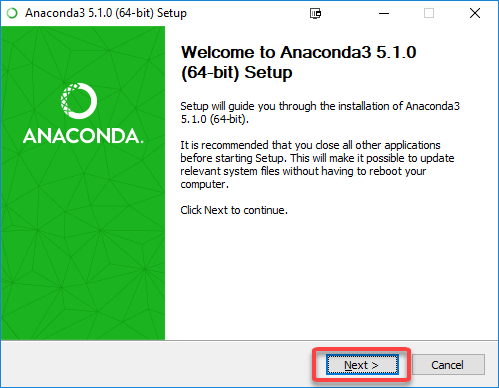 Anaconda3 5.1.0 (64-bit) Setup
Welcome to Anaconda3 5.1.0
(64-bit) Setup
Setup will guide you through the installation of Anaconda3
5.1.0 (64-bit).
It is recommended that you close all other applications
before starting Setup. This will make it possible to update
relevant system files without having to reboot your
computer.
Click Next to continue.
ANACONDA.
Next >
Cancel